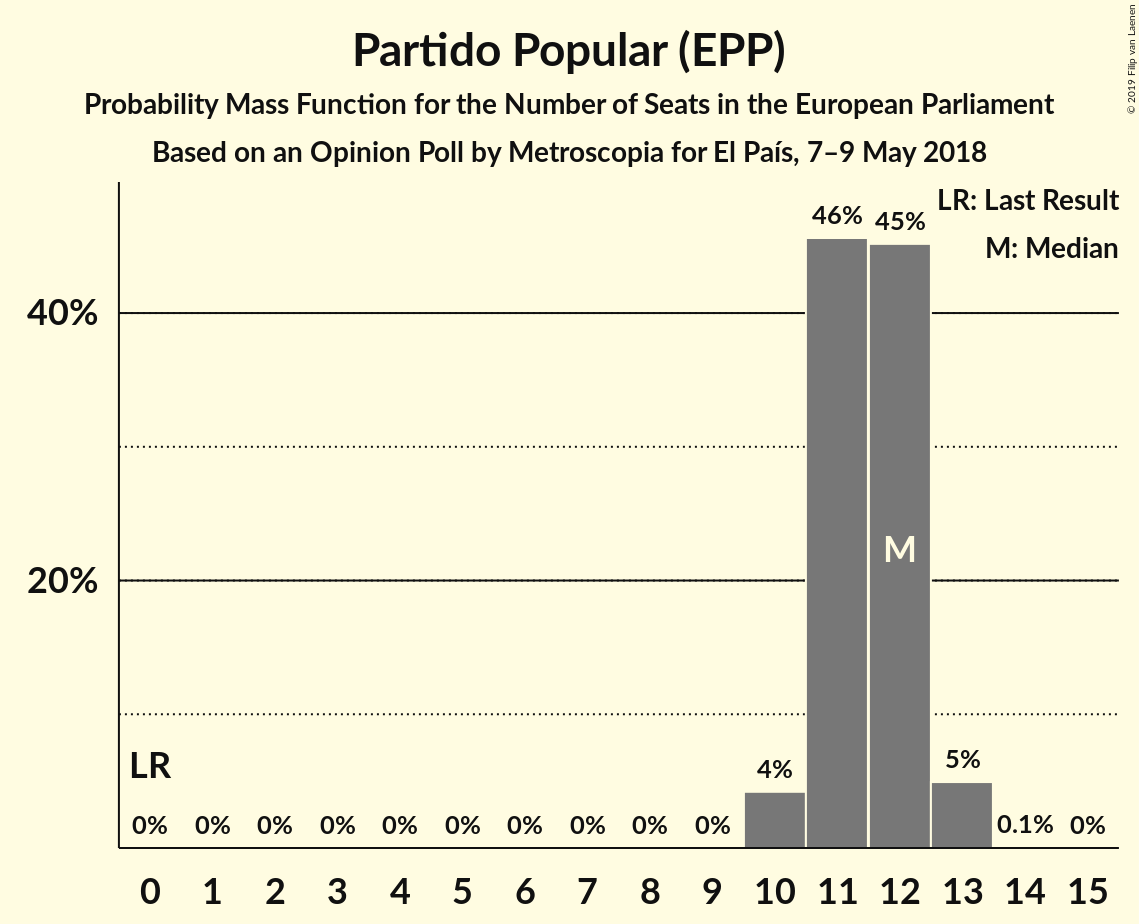 Partido Popular (EPP)
Probability Mass Function for the Number of Seats in the European Parliament
Based on an Opinion Poll by Metroscopia for El País, 7–9 May 2018
© 2019 Filip van Laenen
LR: Last Result
M: Median
46% 45%
40%
M
20%
LR
4% 5%
0% 0% 0% 0% 0% 0% 0% 0% 0% 0% 0.1% 0%
0 1 2 3 4 5 6 7 8 9 10 11 12 13 14 15